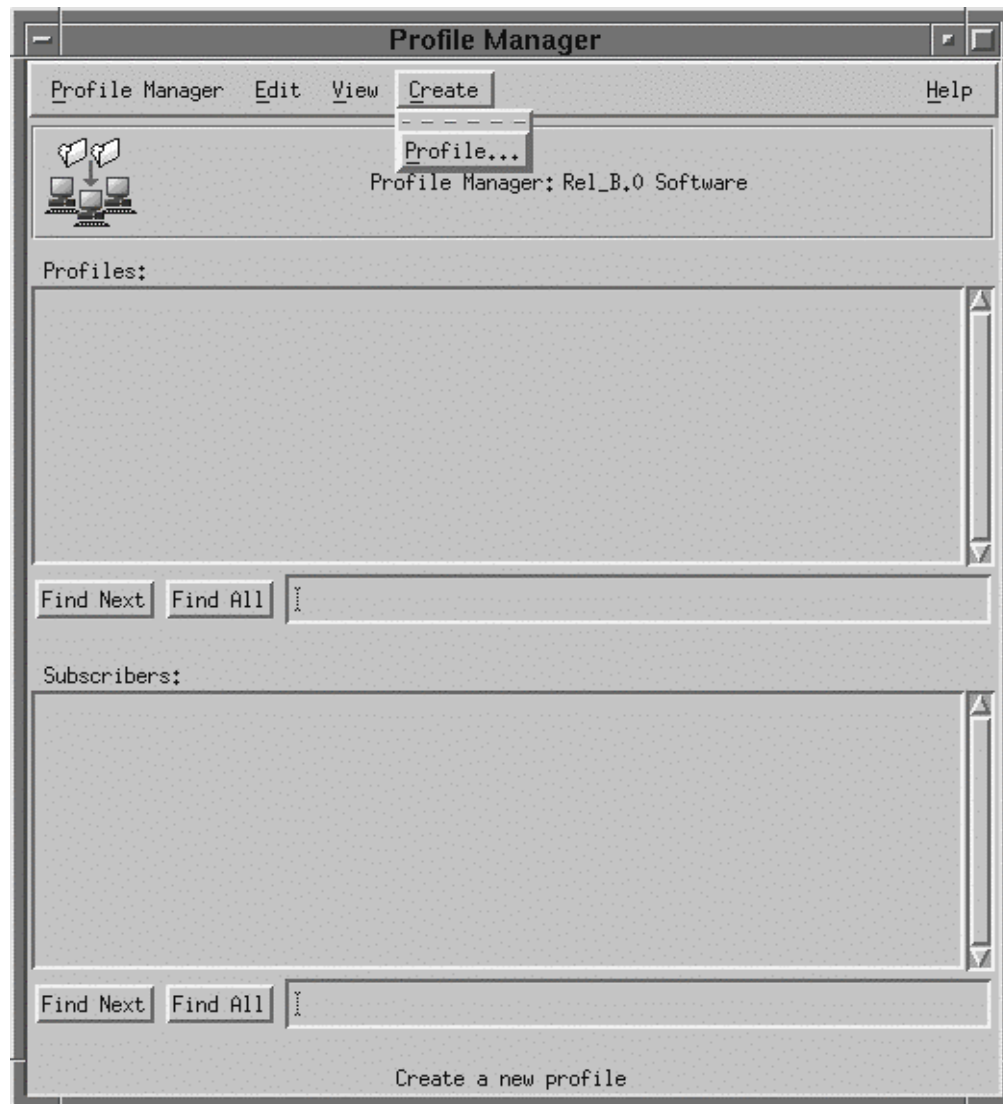 Profile Manager
Profile Manager Edit View Create Help
Profile...
Profile Manager: Rel_B.0 Software
Profiles:
Find Next Find All
Subscribers:
Find Next Find All
Create a new profile